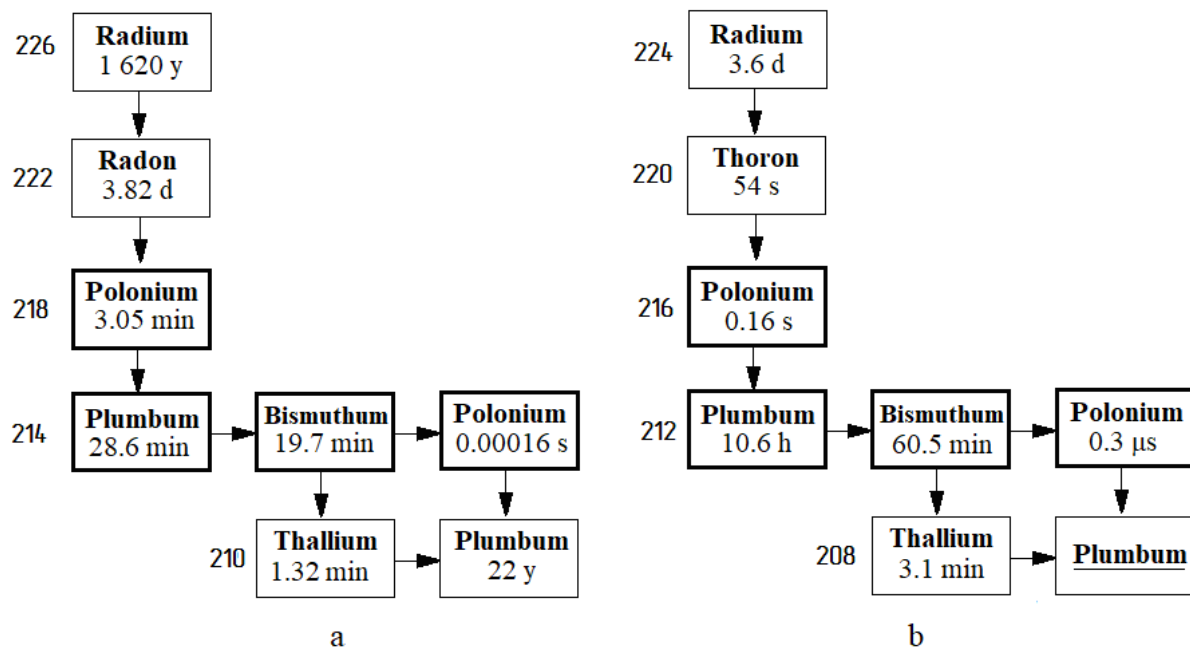 226
Radium
1 620 y
222
Radon
3.82 d
218
Polonium
3.05 min
214
Plumbum
28.6 min
Bismuthum
19.7 min
Polonium
0.00016 s
210
Thallium
1.32 min
Plumbum
22 y
a
224
Radium
3.6 d
220
Thoron
54 s
216
Polonium
0.16 s
212
Plumbum
10.6 h
Bismuthum
60.5 min
Polonium
0.3 μs
208
Thallium
3.1 min
Plumbum
b